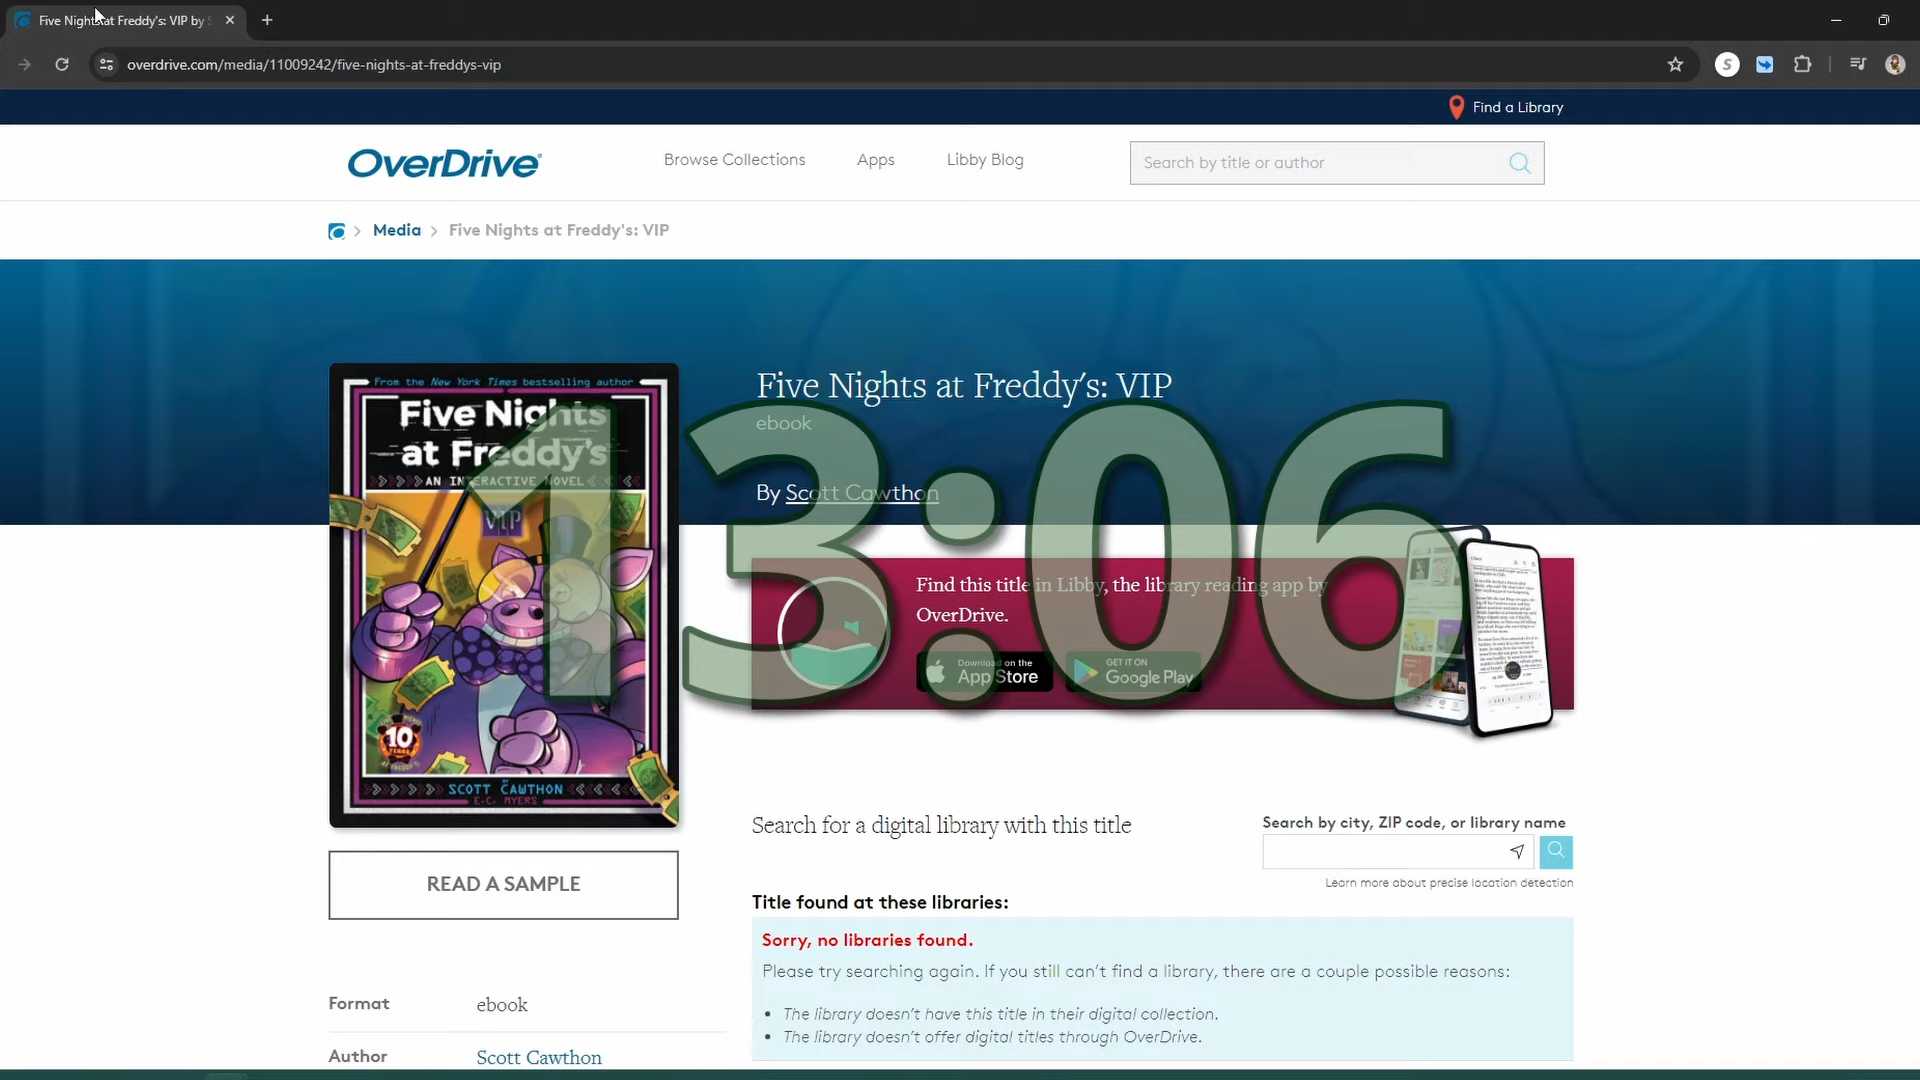 Five Nights at Freddy's: VIP by
overdrive.com/media/11009242/five-nights-at-freddys-vip
S
Find a Library
OverDrive
Browse Collections
Apps
Libby Blog
Search by title or author
Media > Five Nights at Freddy's: VIP
13:06
From the New York Times bestselling author
Five Nights
at Freddy's
AN INTERACTIVE NOVEL
VIP
10
YEARS
BY
SCOTT CAWTHON
E.C. MYERS
Five Nights at Freddy's: VIP
ebook
By Scott Cawthon
Find this title in Libby, the library reading app by
OverDrive.
Download on the
App Store
GET IT ON
Google Play
READ A SAMPLE
Search for a digital library with this title
Search by city, ZIP code, or library name
Learn more about precise location detection
Title found at these libraries:
Sorry, no libraries found.
Please try searching again. If you still can't find a library, there are a couple possible reasons:
• The library doesn't have this title in their digital collection.
• The library doesn't offer digital titles through OverDrive.
Format ebook
Author Scott Cawthon